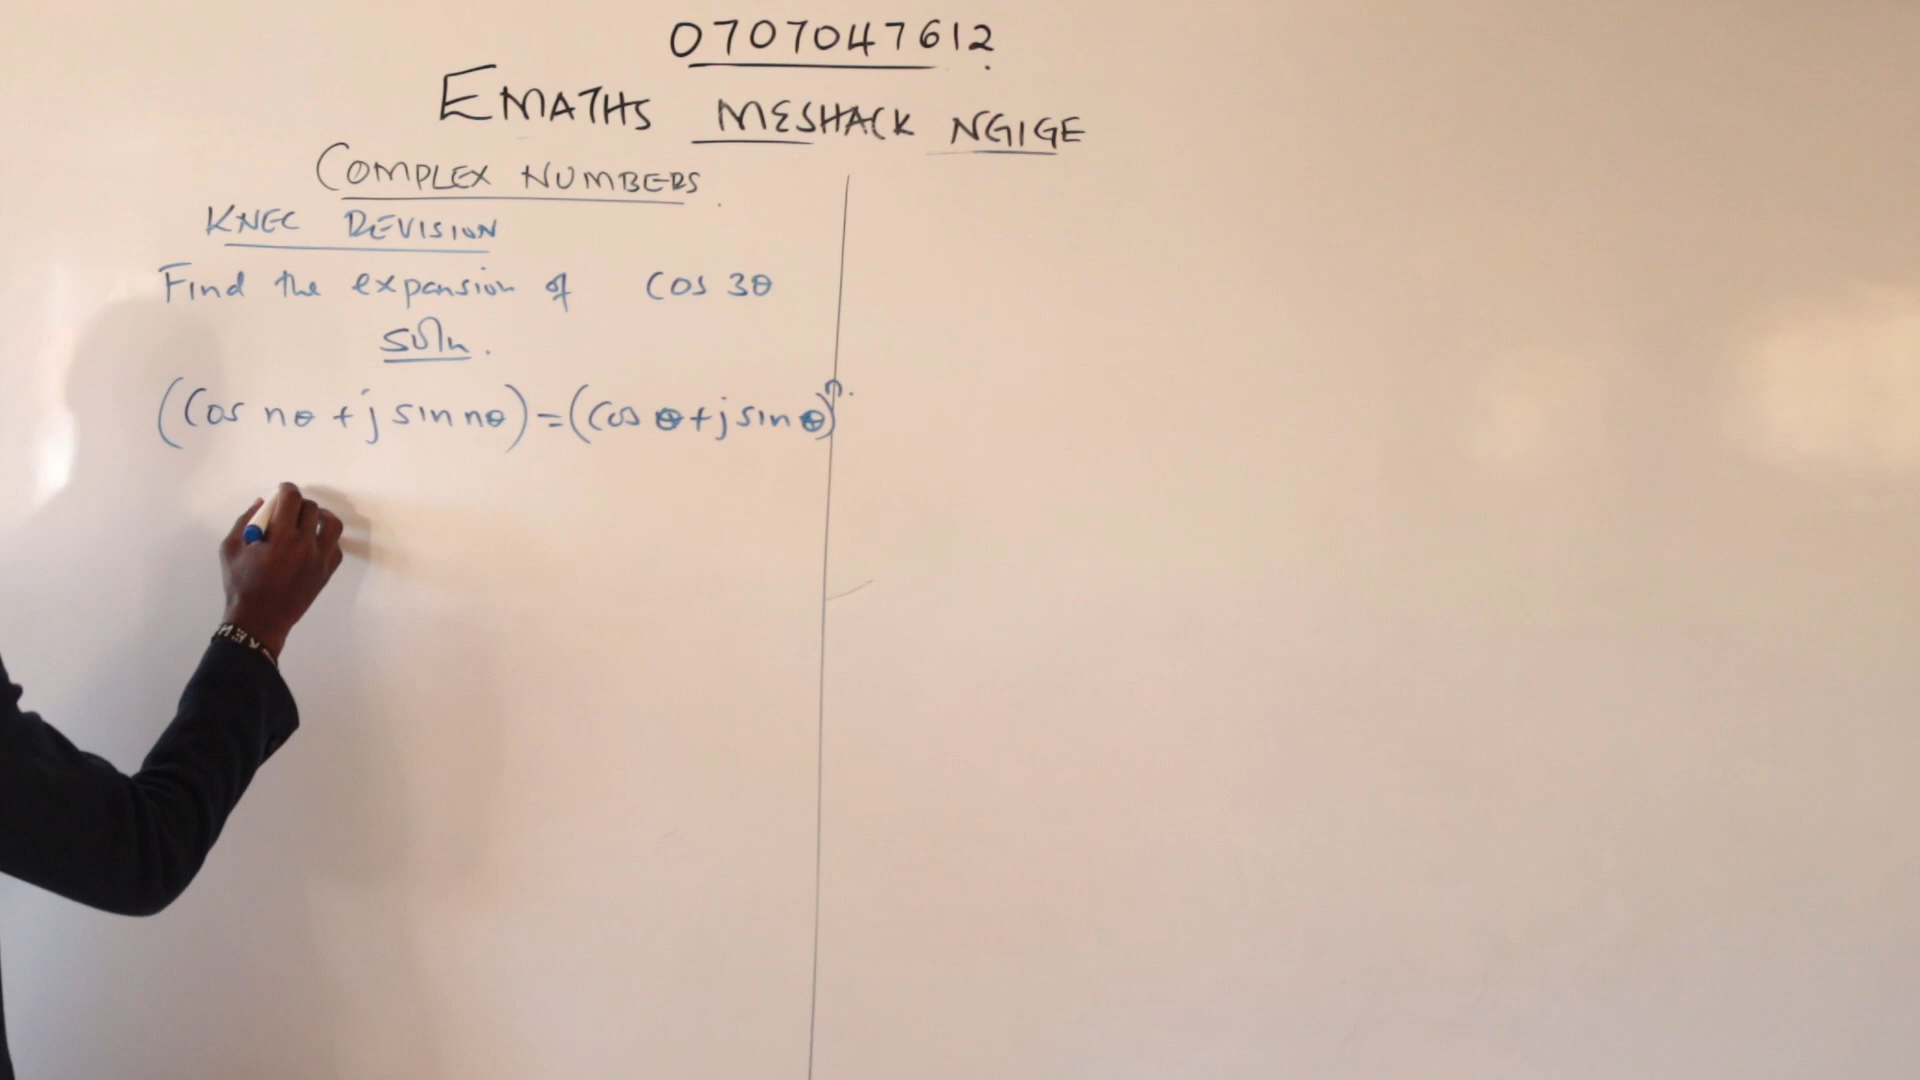 0707047612
EMATHS MESHACK NGIGE
COMPLEX NUMBERS
KNEC REVISION
Find the expansion of Cos 3θ
Soln.
(Cos nθ + j sin nθ) = (Cos θ + j sin θ)ⁿ.